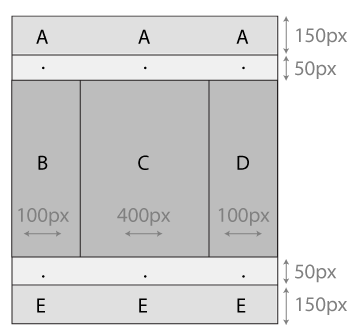 A A A 150px
. . . 50px
B C D
100px 400px 100px
. . . 50px
E E E 150px